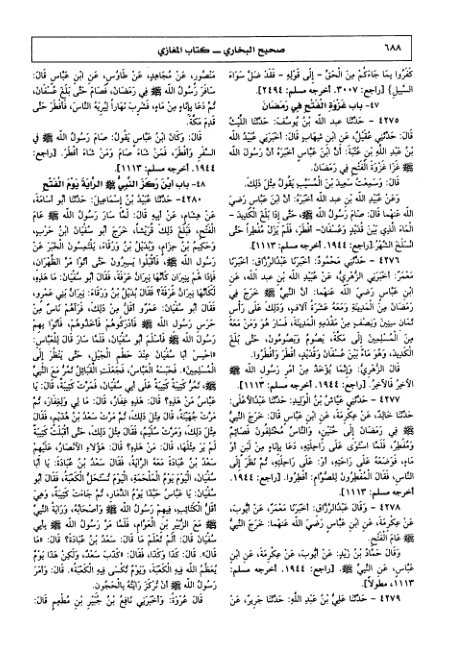 ٦٨٨
صحيح البخاري ــ كتاب المغازي
كَفَرُوا بِمَا جَاءَكُمْ مِنَ الْحَقِّ - إِلَى قَوْلِهِ - فَقَدْ ضَلَّ سَوَاءَ
السَّبِيلِ﴾ [راجع: ٣٠٠٧. أخرجه مسلم: ٢٤٩٤]
٤٧- باب غَزْوَةِ الْفَتْحِ فِي رَمَضَانَ
٤٢٧٥ - حَدَّثَنَا عَبْدُ اللهِ بْنُ يُوسُفَ: حَدَّثَنَا اللَّيْثُ
قَالَ: حَدَّثَنِي عُقَيْلٌ، عَنِ ابْنِ شِهَابٍ قَالَ: أَخْبَرَنِي عُبَيْدُ اللهِ
بْنُ عَبْدِ اللهِ بْنِ عُتْبَةَ: أَنَّ ابْنَ عَبَّاسٍ أَخْبَرَهُ أَنَّ رَسُولَ اللهِ
ﷺ غَزَا غَزْوَةَ الْفَتْحِ فِي رَمَضَانَ.
قَالَ: وَسَمِعْتُ سَعِيدَ بْنَ الْمُسَيَّبِ يَقُولُ مِثْلَ ذَلِكَ.
وَعَنْ عُبَيْدِ اللهِ بْنِ عَبْدِ اللهِ أَخْبَرَهُ: أَنَّ ابْنَ عَبَّاسٍ رَضِيَ
اللهُ عَنْهُمَا قَالَ: صَامَ رَسُولُ اللهِ ﷺ، حَتَّى إِذَا بَلَغَ الْكَدِيدَ -
الْمَاءَ الَّذِي بَيْنَ قُدَيْدٍ وَعُسْفَانَ- أَفْطَرَ، فَلَمْ يَزَلْ مُفْطِرًا حَتَّى
انْسَلَخَ الشَّهْرُ. [راجع: ١٩٤٤. أخرجه مسلم: ١١١٣]
٤٢٧٦ - حَدَّثَنِي مَحْمُودٌ: أَخْبَرَنَا عَبْدُالرَّزَّاقِ: أَخْبَرَنَا
مَعْمَرٌ: أَخْبَرَنِي الزُّهْرِيُّ، عَنْ عُبَيْدِ اللهِ بْنِ عَبْدِ اللهِ، عَنِ
ابْنِ عَبَّاسٍ رَضِيَ اللهُ عَنْهُمَا: أَنَّ النَّبِيَّ ﷺ خَرَجَ فِي
رَمَضَانَ مِنَ الْمَدِينَةِ وَمَعَهُ عَشَرَةُ آلَافٍ، وَذَلِكَ عَلَى رَأْسِ
ثَمَانِ سِنِينَ وَنِصْفٍ مِنْ مَقْدَمِهِ الْمَدِينَةَ، فَسَارَ هُوَ وَمَنْ مَعَهُ
مِنَ الْمُسْلِمِينَ إِلَى مَكَّةَ، يَصُومُ وَيَصُومُونَ، حَتَّى بَلَغَ
الْكَدِيدَ، وَهُوَ مَاءٌ بَيْنَ عُسْفَانَ وَقُدَيْدٍ، أَفْطَرَ وَأَفْطَرُوا.
قَالَ الزُّهْرِيُّ: وَإِنَّمَا يُؤْخَذُ مِنْ أَمْرِ رَسُولِ اللهِ ﷺ
الْآخِرُ فَالْآخِرُ. [راجع: ١٩٤٤. أخرجه مسلم: ١١١٣]
٤٢٧٧ - حَدَّثَنِي عَيَّاشُ بْنُ الْوَلِيدِ: حَدَّثَنَا عَبْدُالْأَعْلَى:
حَدَّثَنَا خَالِدٌ، عَنْ عِكْرِمَةَ، عَنِ ابْنِ عَبَّاسٍ قَالَ: خَرَجَ النَّبِيُّ
ﷺ فِي رَمَضَانَ إِلَى حُنَيْنٍ، وَالنَّاسُ مُخْتَلِفُونَ فَصَائِمٌ
وَمُفْطِرٌ، فَلَمَّا اسْتَوَى عَلَى رَاحِلَتِهِ، دَعَا بِإِنَاءٍ مِنْ لَبَنٍ أَوْ
مَاءٍ، فَوَضَعَهُ عَلَى رَاحَتِهِ، أَوْ: عَلَى رَاحِلَتِهِ، ثُمَّ نَظَرَ إِلَى
النَّاسِ، فَقَالَ الْمُفْطِرُونَ لِلصُّوَّامِ: أَفْطِرُوا. [راجع: ١٩٤٤.
أخرجه مسلم: ١١١٣]
٤٢٧٨ - وَقَالَ عَبْدُالرَّزَّاقِ: أَخْبَرَنَا مَعْمَرٌ، عَنْ أَيُّوبَ،
عَنْ عِكْرِمَةَ، عَنِ ابْنِ عَبَّاسٍ رَضِيَ اللهُ عَنْهُمَا: خَرَجَ النَّبِيُّ
ﷺ عَامَ الْفَتْحِ.
وَقَالَ حَمَّادُ بْنُ زَيْدٍ: عَنْ أَيُّوبَ، عَنْ عِكْرِمَةَ، عَنِ ابْنِ
عَبَّاسٍ، عَنِ النَّبِيِّ ﷺ. [راجع: ١٩٤٤. أخرجه مسلم:
١١١٣، مطولاً]
٤٢٧٩ - حَدَّثَنَا عَلِيُّ بْنُ عَبْدِ اللهِ: حَدَّثَنَا جَرِيرٌ، عَنْ
مَنْصُورٍ، عَنْ مُجَاهِدٍ، عَنْ طَاوُسٍ، عَنِ ابْنِ عَبَّاسٍ قَالَ:
سَافَرَ رَسُولُ اللهِ ﷺ فِي رَمَضَانَ، فَصَامَ حَتَّى بَلَغَ عُسْفَانَ،
ثُمَّ دَعَا بِإِنَاءٍ مِنْ مَاءٍ، فَشَرِبَ نَهَارًا لِيُرِيَهُ النَّاسَ، فَأَفْطَرَ حَتَّى
قَدِمَ مَكَّةَ.
قَالَ: وَكَانَ ابْنُ عَبَّاسٍ يَقُولُ: صَامَ رَسُولُ اللهِ ﷺ فِي
السَّفَرِ وَأَفْطَرَ، فَمَنْ شَاءَ صَامَ وَمَنْ شَاءَ أَفْطَرَ. [راجع:
١٩٤٤. أخرجه مسلم: ١١١٣]
٤٨- باب أَيْنَ رَكَزَ النَّبِيُّ ﷺ الرَّايَةَ يَوْمَ الْفَتْحِ
٤٢٨٠ - حَدَّثَنَا عُبَيْدُ بْنُ إِسْمَاعِيلَ: حَدَّثَنَا أَبُو أُسَامَةَ،
عَنْ هِشَامٍ، عَنْ أَبِيهِ قَالَ: لَمَّا سَارَ رَسُولُ اللهِ ﷺ عَامَ
الْفَتْحِ، فَبَلَغَ ذَلِكَ قُرَيْشًا، خَرَجَ أَبُو سُفْيَانَ ابْنُ حَرْبٍ،
وَحَكِيمُ بْنُ حِزَامٍ، وَبُدَيْلُ بْنُ وَرْقَاءَ، يَلْتَمِسُونَ الْخَبَرَ عَنْ
رَسُولِ اللهِ ﷺ، فَأَقْبَلُوا يَسِيرُونَ حَتَّى أَتَوْا مَرَّ الظَّهْرَانِ،
فَإِذَا هُمْ بِنِيرَانٍ كَأَنَّهَا نِيرَانُ عَرَفَةَ، فَقَالَ أَبُو سُفْيَانَ: مَا هَذِهِ،
لَكَأَنَّهَا نِيرَانُ عَرَفَةَ؟ فَقَالَ بُدَيْلُ بْنُ وَرْقَاءَ: نِيرَانُ بَنِي عَمْرٍو،
فَقَالَ أَبُو سُفْيَانَ: عَمْرٌو أَقَلُّ مِنْ ذَلِكَ، فَرَآهُمْ نَاسٌ مِنْ
حَرَسِ رَسُولِ اللهِ ﷺ فَأَدْرَكُوهُمْ فَأَخَذُوهُمْ، فَأَتَوْا بِهِمْ
رَسُولَ اللهِ ﷺ فَأَسْلَمَ أَبُو سُفْيَانَ، فَلَمَّا سَارَ قَالَ لِلْعَبَّاسِ:
«احْبِسْ أَبَا سُفْيَانَ عِنْدَ حَطْمِ الْجَبَلِ، حَتَّى يَنْظُرَ إِلَى
الْمُسْلِمِينَ». فَحَبَسَهُ الْعَبَّاسُ، فَجَعَلَتِ الْقَبَائِلُ تَمُرُّ مَعَ النَّبِيِّ
ﷺ، تَمُرُّ كَتِيبَةً كَتِيبَةً عَلَى أَبِي سُفْيَانَ، فَمَرَّتْ كَتِيبَةٌ، قَالَ: يَا
عَبَّاسُ مَنْ هَذِهِ؟ قَالَ: هَذِهِ غِفَارُ، قَالَ: مَا لِي وَلِغِفَارَ، ثُمَّ
مَرَّتْ جُهَيْنَةُ، قَالَ مِثْلَ ذَلِكَ، ثُمَّ مَرَّتْ سَعْدُ بْنُ هُذَيْمٍ، فَقَالَ
مِثْلَ ذَلِكَ، وَمَرَّتْ سُلَيْمُ، فَقَالَ مِثْلَ ذَلِكَ، حَتَّى أَقْبَلَتْ كَتِيبَةٌ
لَمْ يَرَ مِثْلَهَا، قَالَ: مَنْ هَذِهِ؟ قَالَ: هَؤُلَاءِ الْأَنْصَارُ، عَلَيْهِمْ
سَعْدُ بْنُ عُبَادَةَ مَعَهُ الرَّايَةُ، فَقَالَ سَعْدُ بْنُ عُبَادَةَ: يَا أَبَا
سُفْيَانَ، الْيَوْمُ يَوْمُ الْمَلْحَمَةِ، الْيَوْمَ تُسْتَحَلُّ الْكَعْبَةُ، فَقَالَ أَبُو
سُفْيَانَ: يَا عَبَّاسُ حَبَّذَا يَوْمُ الذِّمَارِ، ثُمَّ جَاءَتْ كَتِيبَةٌ، وَهِيَ
أَقَلُّ الْكَتَائِبِ، فِيهِمْ رَسُولُ اللهِ ﷺ وَأَصْحَابُهُ، وَرَايَةُ النَّبِيِّ
ﷺ مَعَ الزُّبَيْرِ بْنِ الْعَوَّامِ، فَلَمَّا مَرَّ رَسُولُ اللهِ ﷺ بِأَبِي
سُفْيَانَ قَالَ: أَلَمْ تَعْلَمْ مَا قَالَ سَعْدُ بْنُ عُبَادَةَ؟ قَالَ: «مَا
قَالَ». قَالَ: كَذَا وَكَذَا، فَقَالَ: «كَذَبَ سَعْدٌ، وَلَكِنْ هَذَا يَوْمٌ
يُعَظِّمُ اللهُ فِيهِ الْكَعْبَةَ، وَيَوْمٌ تُكْسَى فِيهِ الْكَعْبَةُ». قَالَ: وَأَمَرَ
رَسُولُ اللهِ ﷺ أَنْ تُرْكَزَ رَايَتُهُ بِالْحَجُونِ.
قَالَ عُرْوَةُ: وَأَخْبَرَنِي نَافِعُ بْنُ جُبَيْرِ بْنِ مُطْعِمٍ قَالَ: